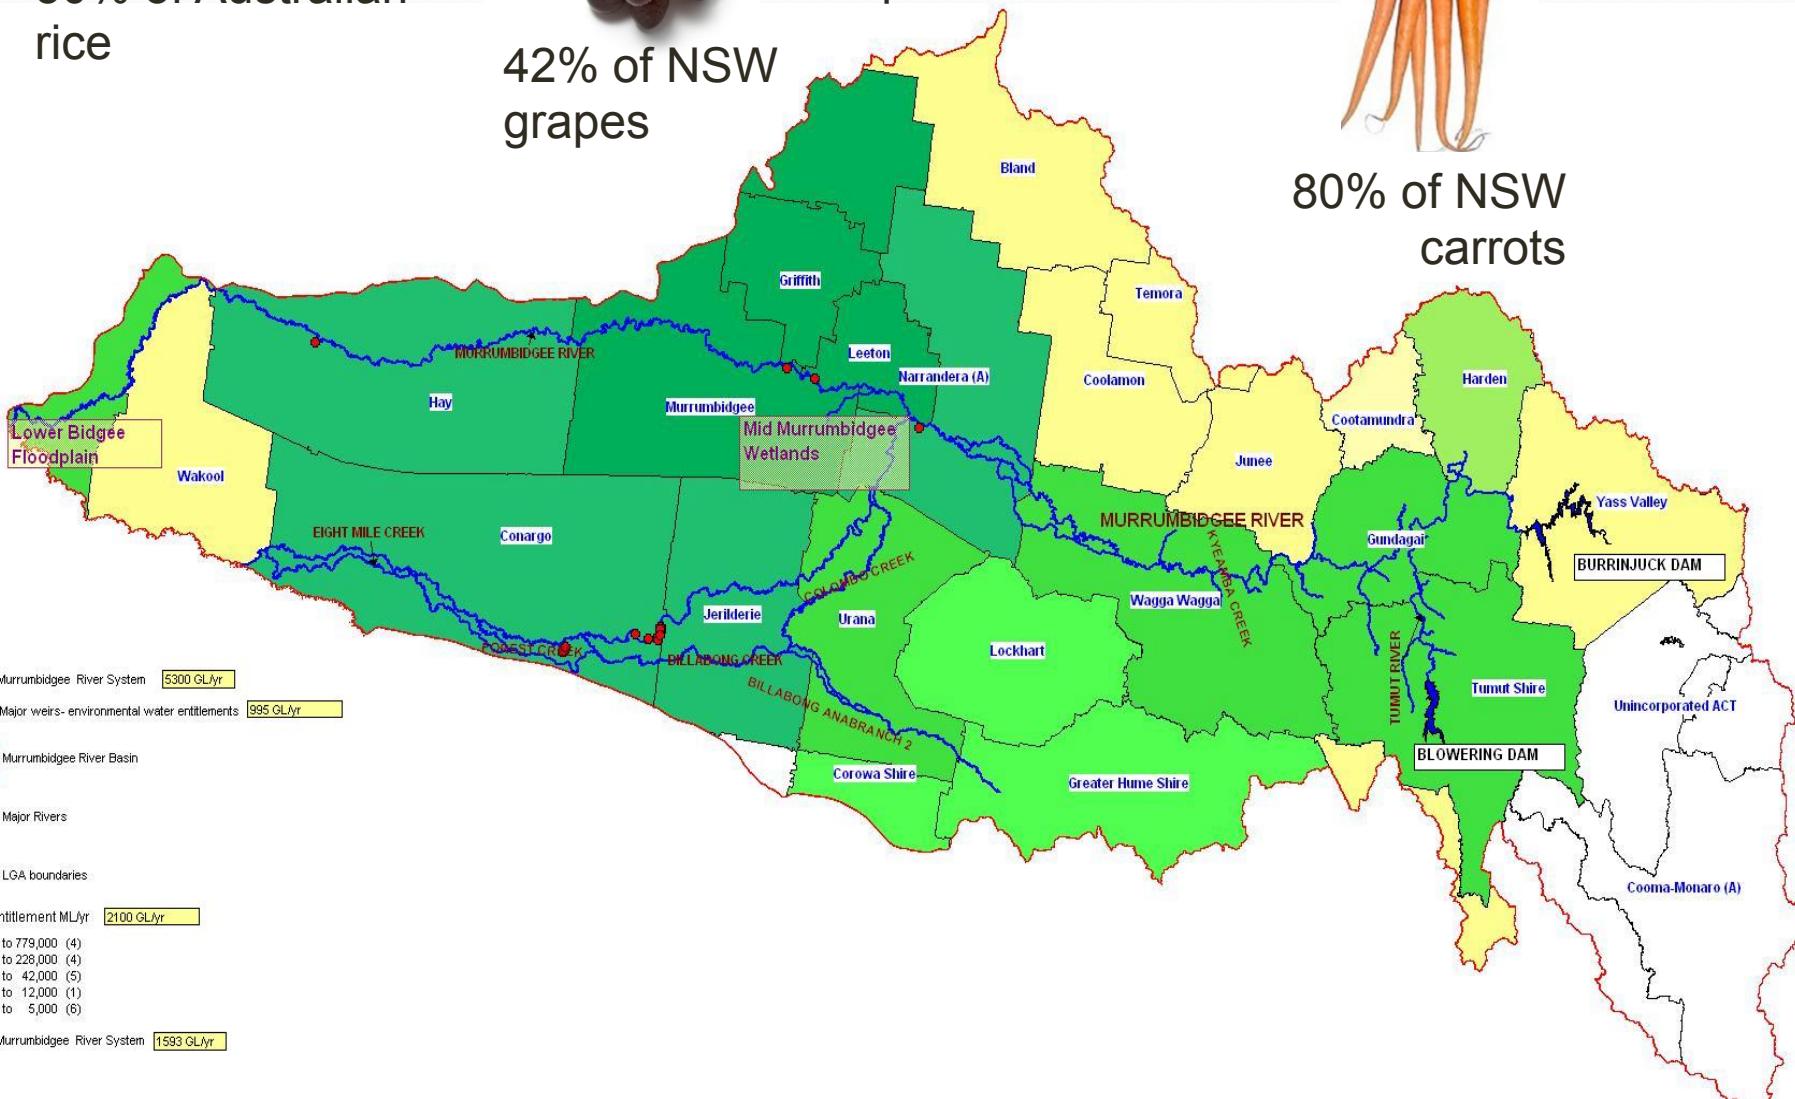 rice
42% of NSW
grapes
80% of NSW
carrots
Bland
Griffith
Temora
Leeton
MURRUMBIDGEE RIVER
Narrandera (A)
Coolamon
Harden
Hay
Murrumbidgee
Cootamundra
Lower Bidgee
Floodplain
Mid Murrumbidgee
Wetlands
Junee
Wakool
Yass Valley
MURRUMBIDGEE RIVER
EIGHT MILE CREEK
Conargo
Gundagai
KYEAMBA CREEK
BURRINJUCK DAM
COLOMBO CREEK
Wagga Wagga
Jerilderie
Urana
FOREST CREEK
BILLABONG CREEK
Lockhart
TUMUT RIVER
Tumut Shire
BILLABONG ANABRANCH 2
Unincorporated ACT
BLOWERING DAM
Corowa Shire
Greater Hume Shire
Cooma-Monaro (A)
Murrumbidgee River System 5300 GL/yr
Major weirs- environmental water entitlements 995 GL/yr
Murrumbidgee River Basin
Major Rivers
LGA boundaries
ntitlement ML/yr 2100 GL/yr
to 779,000 (4)
to 228,000 (4)
to 42,000 (5)
to 12,000 (1)
to 5,000 (6)
Murrumbidgee River System 1593 GL/yr